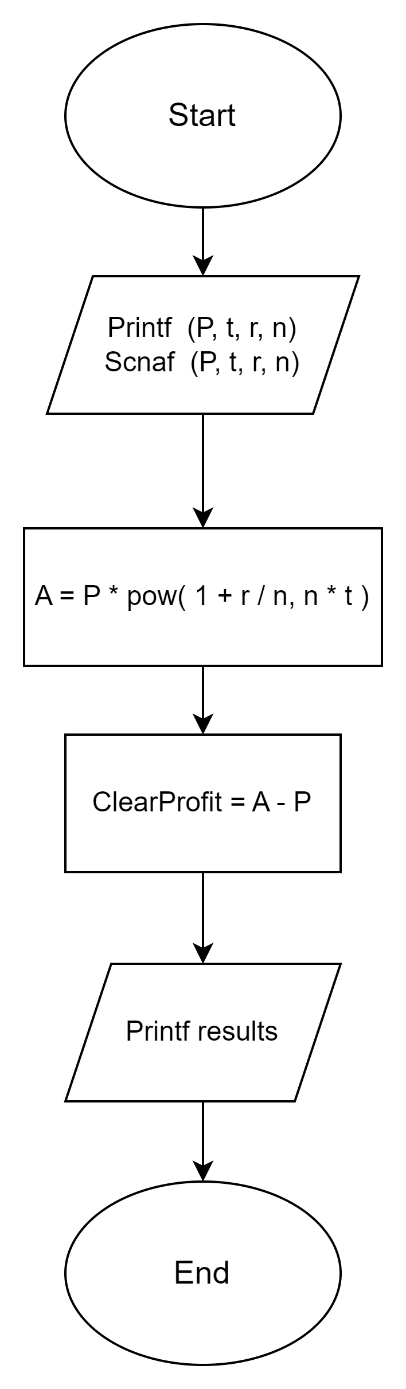 Start
Printf (P, t, r, n)
Scnaf (P, t, r, n)
A = P * pow( 1 + r / n, n * t )
ClearProfit = A - P
Printf results
End